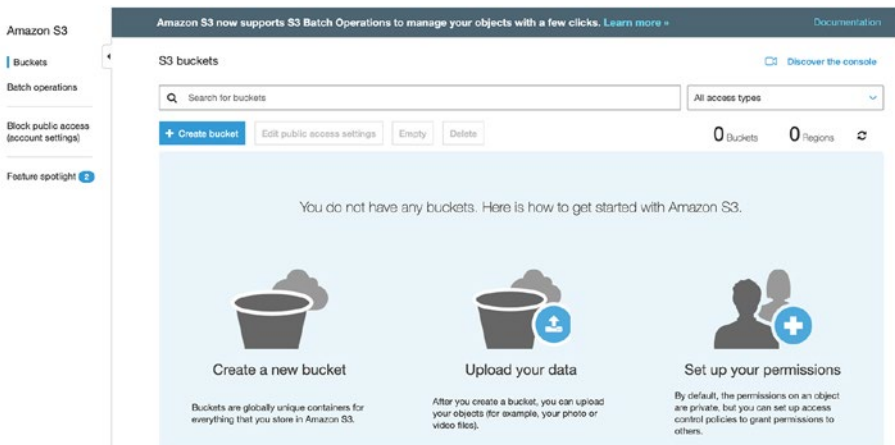 Amazon S3
Buckets
Batch operations
Block public access
(account settings)
Feature spotlight 2
Amazon S3 now supports S3 Batch Operations to manage your objects with a few clicks. Learn more »
Documentation
S3 buckets
Discover the console
Search for buckets
All access types
+ Create bucket
Edit public access settings
Empty
Delete
0 Buckets
0 Regions
You do not have any buckets. Here is how to get started with Amazon S3.
Create a new bucket
Buckets are globally unique containers for
everything that you store in Amazon S3.
Upload your data
After you create a bucket, you can upload
your objects (for example, your photo or
video files).
Set up your permissions
By default, the permissions on an object
are private, but you can set up access
control policies to grant permissions to
others.